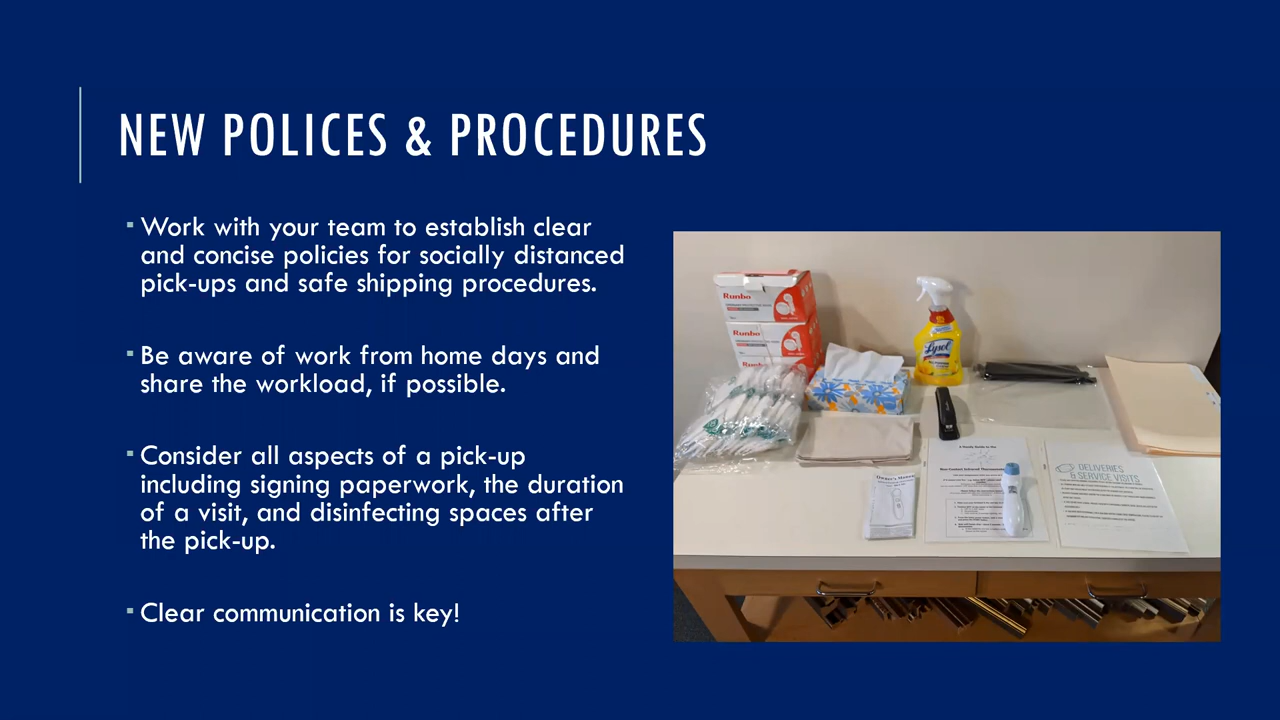 NEW POLICES & PROCEDURES
▪ Work with your team to establish clear
and concise policies for socially distanced
pick-ups and safe shipping procedures.
▪ Be aware of work from home days and
share the workload, if possible.
▪ Consider all aspects of a pick-up
including signing paperwork, the duration
of a visit, and disinfecting spaces after
the pick-up.
▪ Clear communication is key!
Runbo
Runbo
Lysol
Owner's Manual
DELIVERIES
& SERVICE VISITS